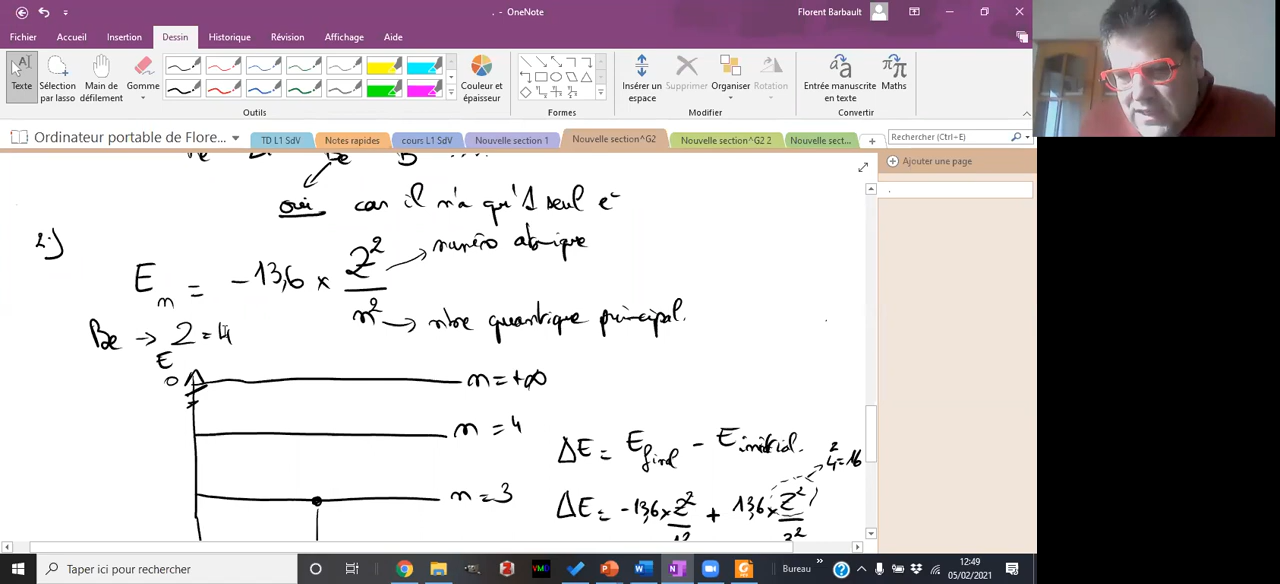 . - OneNote
Florent Barbault
Fichier Accueil Insertion Dessin Historique Révision Affichage Aide
Texte
Sélection par lasso
Main de défilement
Gomme
Couleur et épaisseur
Insérer un espace
Supprimer
Organiser
Rotation
Entrée manuscrite en texte
Maths
Outils Formes Modifier Convertir
Ordinateur portable de Flore...
TD L1 SdV
Notes rapides
cours L1 SdV
Nouvelle section 1
Nouvelle section^G2
Nouvelle section^G2 2
Nouvelle sect...
Rechercher (Ctrl+E)
Ajouter une page
.
Be B ....
oui car il n'a qu'1 seul e-
2.)
En = -13,6 × Z²/n²
numéro atomique
nbre quantique principal.
Be → Z = 4
E
0
n = +∞
n = 4
n = 3
ΔE = Efinal - Einitial.
4² = 16
ΔE = -13,6 × Z²/1² + 13,6 × Z²/3²
Taper ici pour rechercher
Bureau
»
12:49
05/02/2021